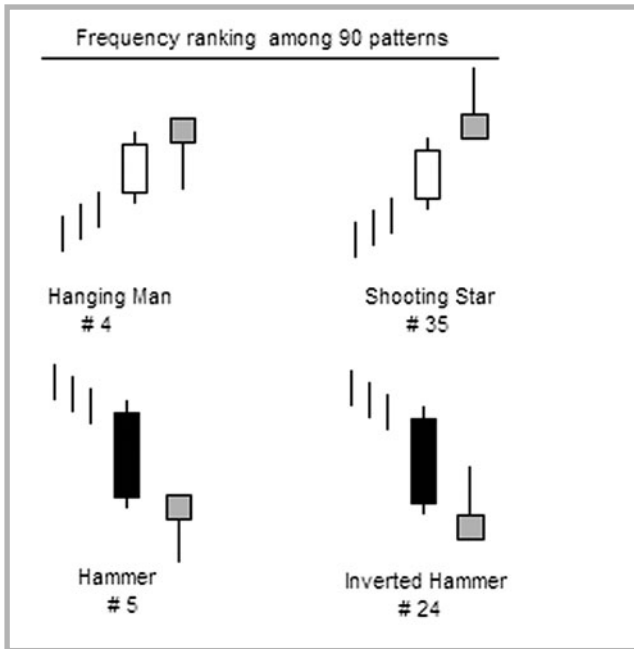 Frequency ranking among 90 patterns
Hanging Man
# 4
Shooting Star
# 35
Hammer
# 5
Inverted Hammer
# 24